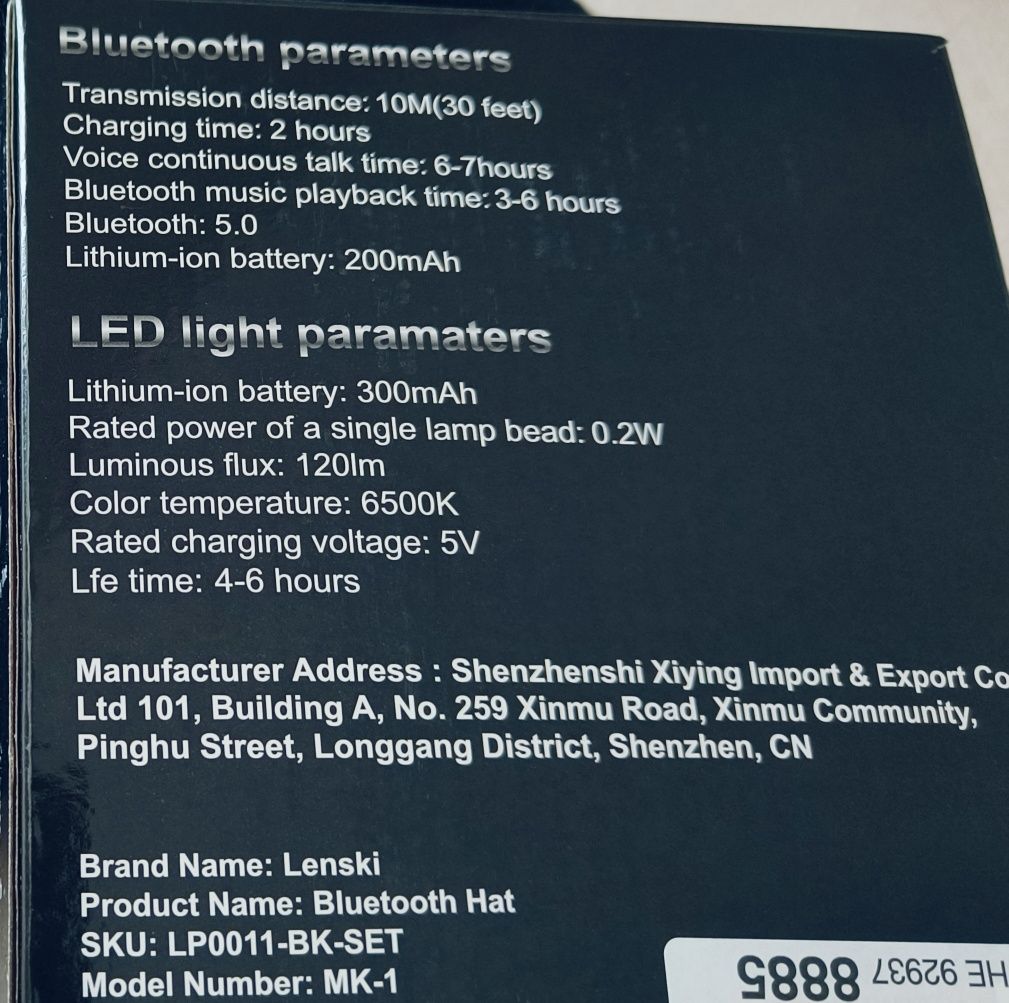 Bluetooth parameters
Transmission distance: 10M(30 feet)
Charging time: 2 hours
Voice continuous talk time: 6-7hours
Bluetooth music playback time: 3-6 hours
Bluetooth: 5.0
Lithium-ion battery: 200mAh
LED light paramaters
Lithium-ion battery: 300mAh
Rated power of a single lamp bead: 0.2W
Luminous flux: 120lm
Color temperature: 6500K
Rated charging voltage: 5V
Lfe time: 4-6 hours
Manufacturer Address : Shenzhenshi Xiying Import & Export Co
Ltd 101, Building A, No. 259 Xinmu Road, Xinmu Community,
Pinghu Street, Longgang District, Shenzhen, CN
Brand Name: Lenski
Product Name: Bluetooth Hat
SKU: LP0011-BK-SET
Model Number: MK-1
HE 92937 8885